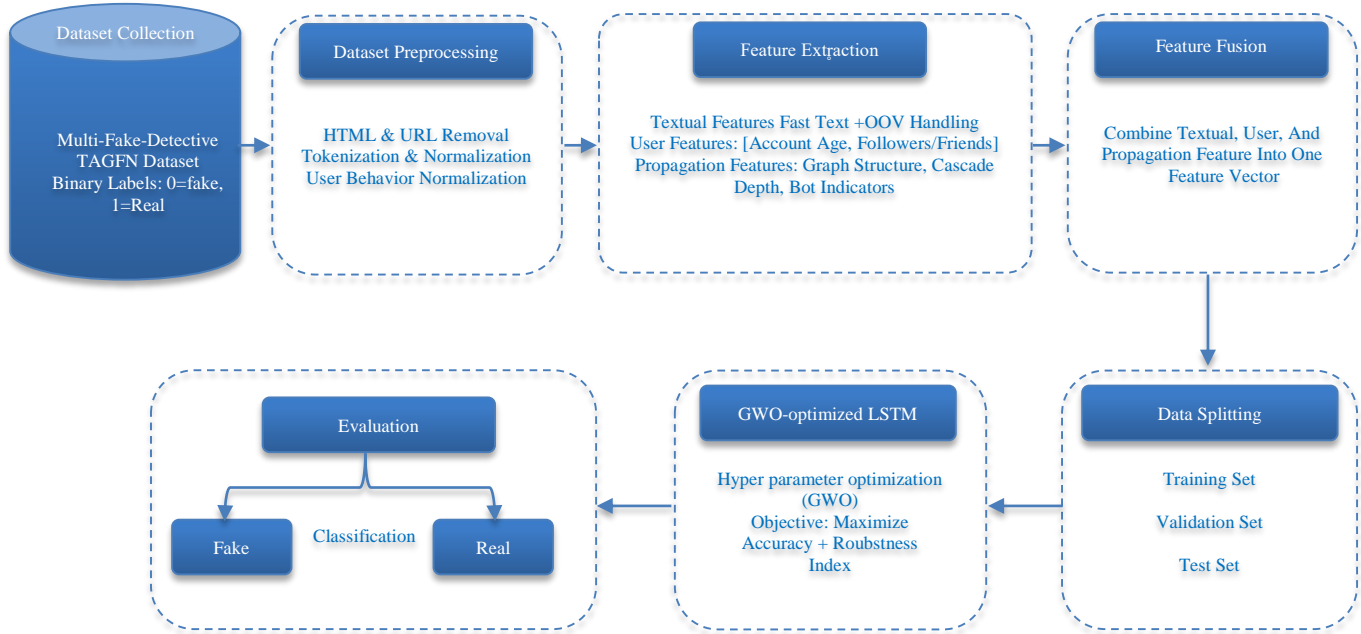 Dataset Collection
Multi-Fake-Detective
TAGFN Dataset
Binary Labels: 0=fake,
1=Real
Dataset Preprocessing
HTML & URL Removal
Tokenization & Normalization
User Behavior Normalization
Feature Extraction
Textual Features Fast Text +OOV Handling
User Features: [Account Age, Followers/Friends]
Propagation Features: Graph Structure, Cascade
Depth, Bot Indicators
Feature Fusion
Combine Textual, User, And
Propagation Feature Into One
Feature Vector
Data Splitting
Training Set
Validation Set
Test Set
GWO-optimized LSTM
Hyper parameter optimization
(GWO)
Objective: Maximize
Accuracy + Roubstness
Index
Evaluation
Classification
Fake
Real